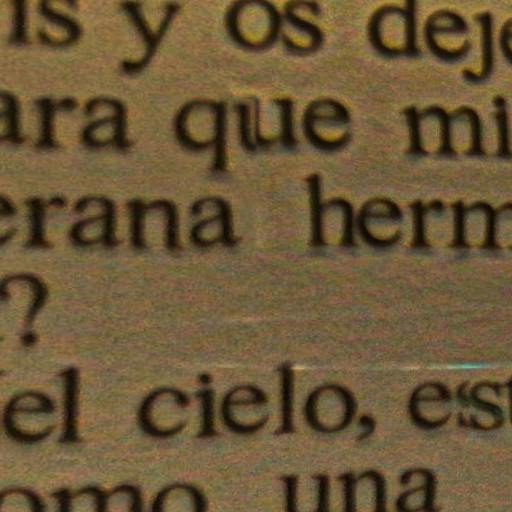 is y os deje
ara que mi
erana herm
?
el cielo, est
omo una